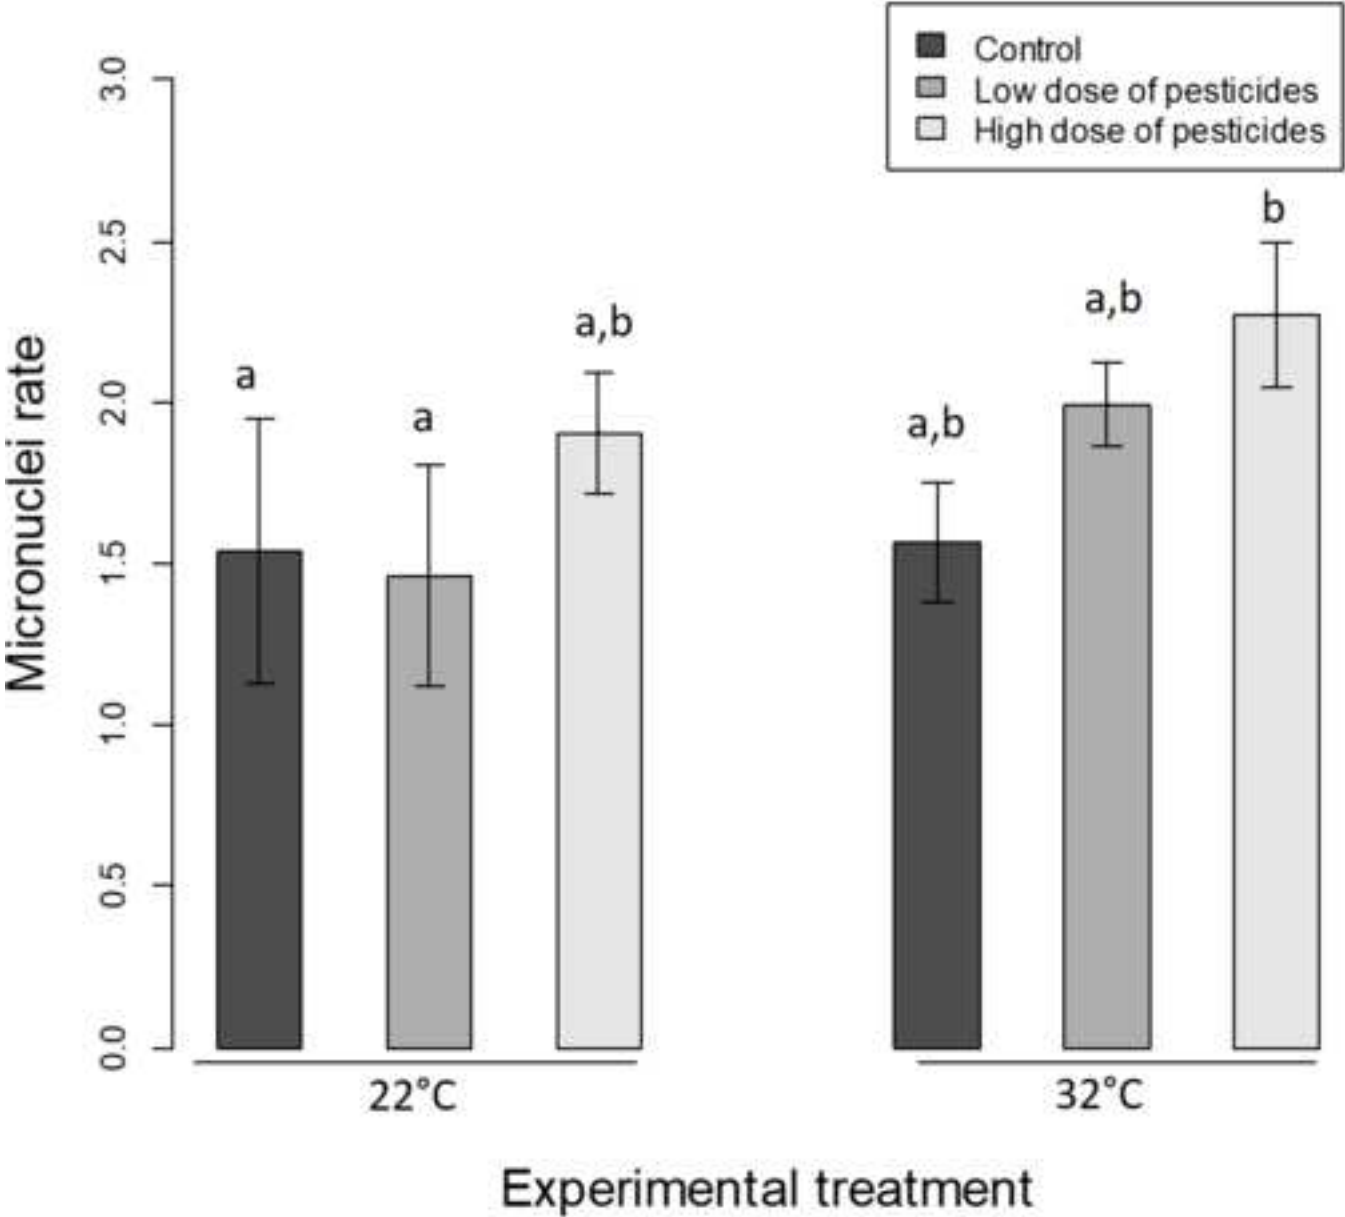 Control
Low dose of pesticides
High dose of pesticides
Micronuclei rate
3.0
2.5
2.0
1.5
1.0
0.5
0.0
a
a
a,b
a,b
a,b
b
22°C
32°C
Experimental treatment